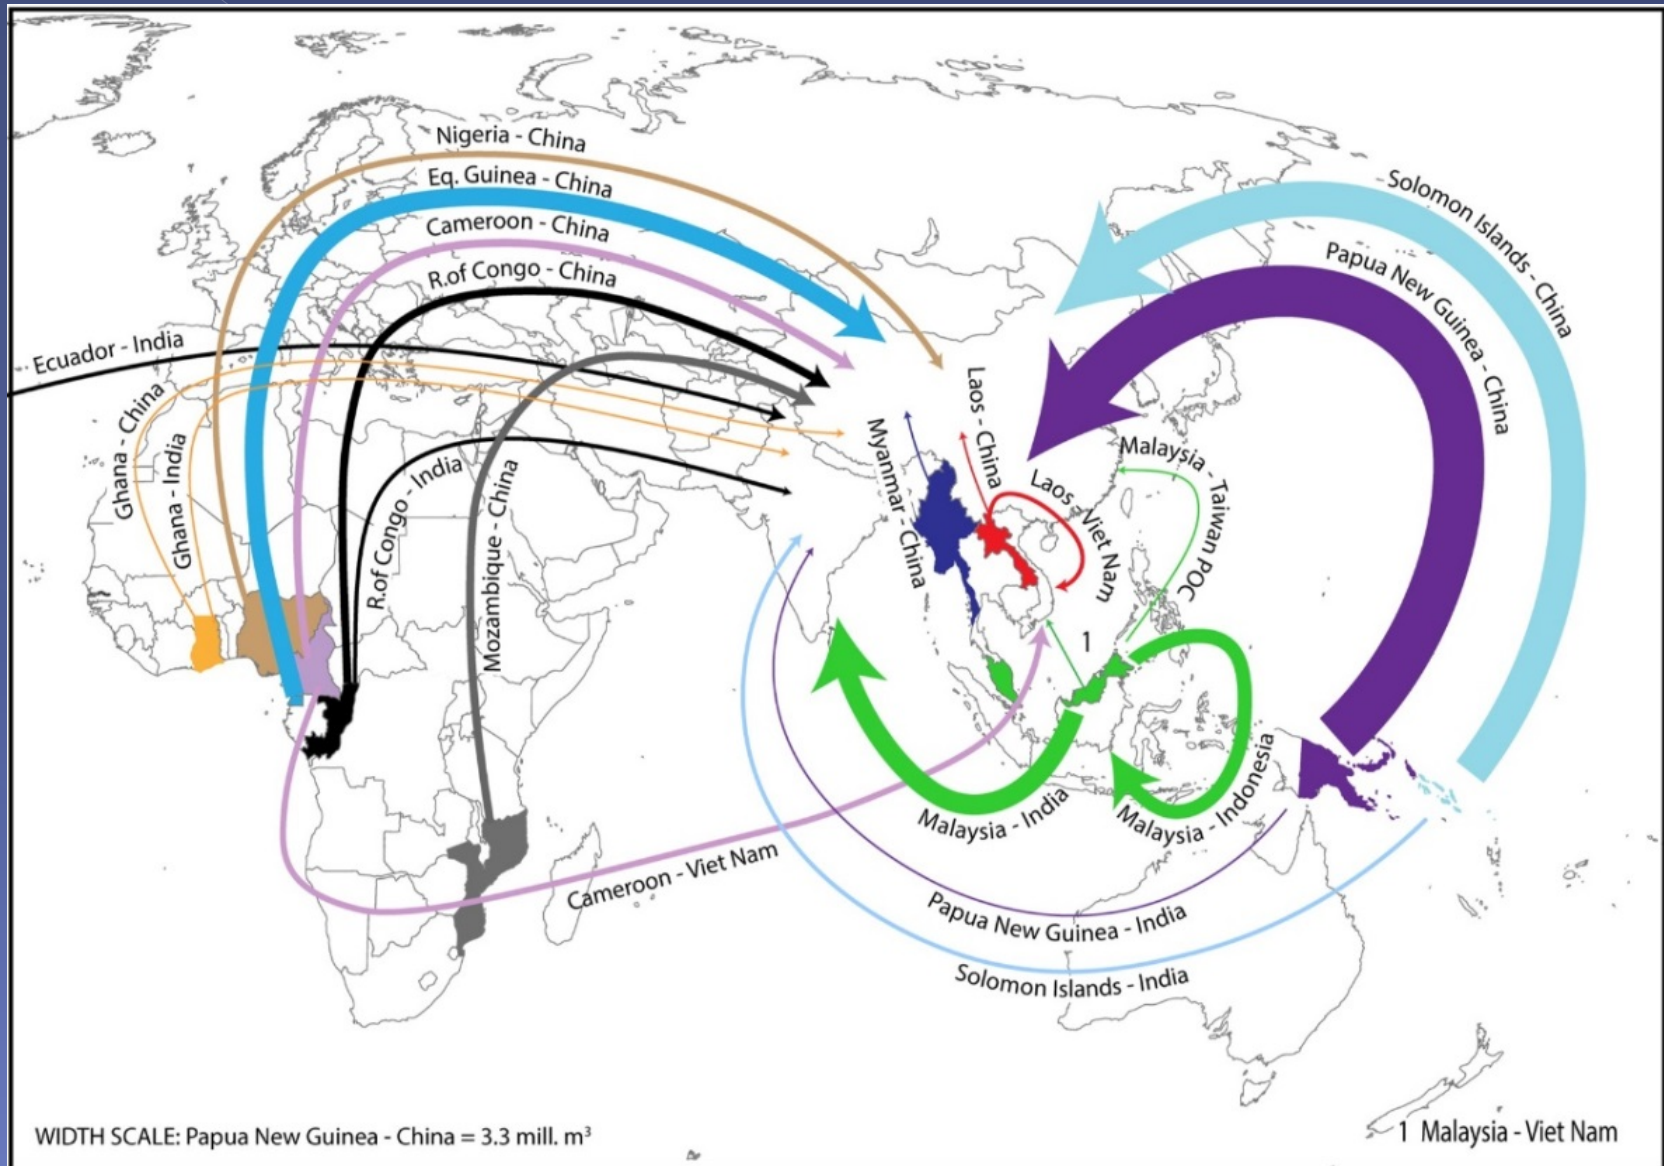 Nigeria - China
Eq. Guinea - China
Cameroon - China
R.of Congo - China
Ecuador - India
Ghana - China
Ghana - India
R.of Congo - India
Mozambique - China
Solomon Islands - China
Papua New Guinea - China
Laos - China
Myanmar - China
Laos - Viet Nam
Malaysia - Taiwan POC
1
Malaysia - India
Malaysia - Indonesia
Cameroon - Viet Nam
Papua New Guinea - India
Solomon Islands - India
WIDTH SCALE: Papua New Guinea - China = 3.3 mill. m³
1 Malaysia - Viet Nam